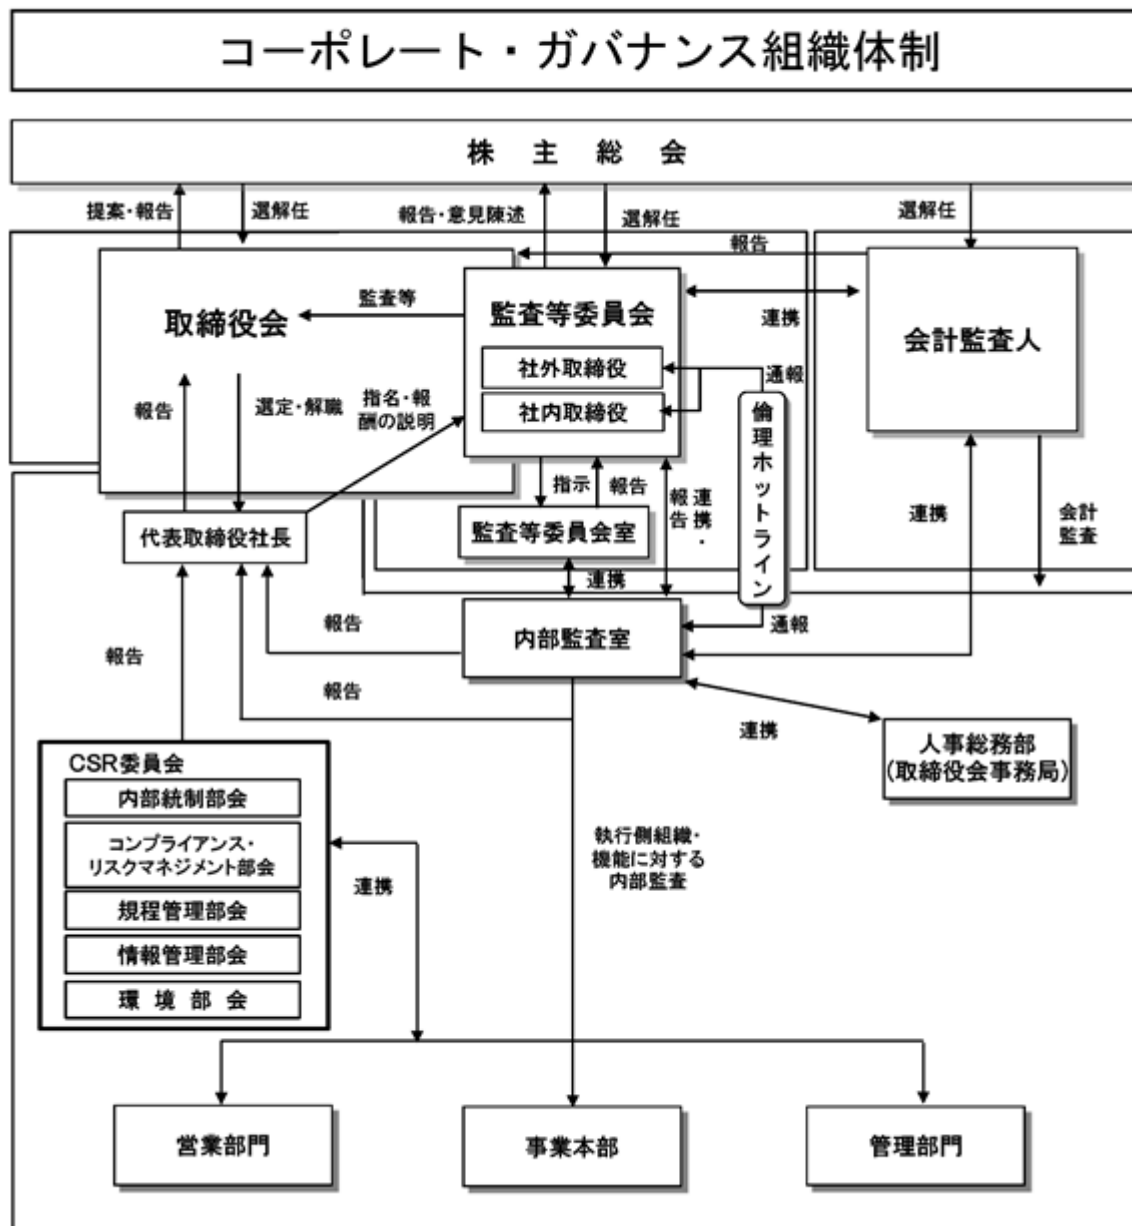 コーポレート・ガバナンス組織体制
株主総会
提案・報告
選解任
報告・意見陳述
選解任
選解任
報告
取締役会
監査等
監査等委員会
社外取締役
社内取締役
連携
会計監査人
通報
倫理ホットライン
報告
選定・解職
指名・報
酬の説明
指示
報告
連携・
報告
連携
会計
監査
代表取締役社長
監査等委員会室
連携
内部監査室
通報
報告
報告
報告
連携
人事総務部
(取締役会事務局)
CSR委員会
内部統制部会
コンプライアンス・
リスクマネジメント部会
規程管理部会
情報管理部会
環境部会
連携
執行側組織・
機能に対する
内部監査
営業部門
事業本部
管理部門